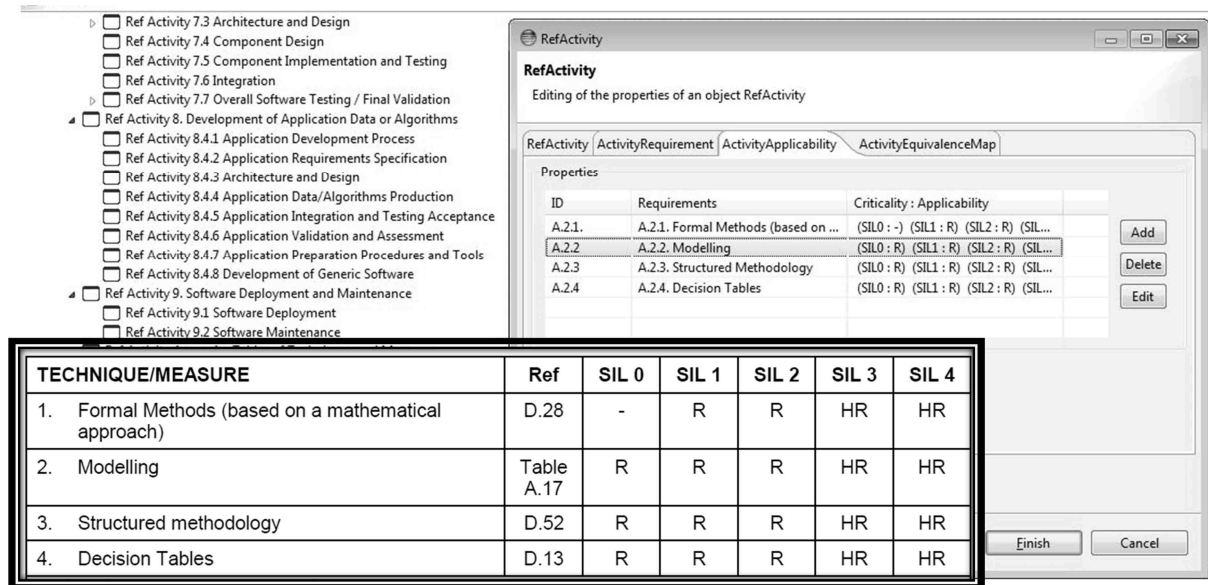 Ref Activity 7.3 Architecture and Design
Ref Activity 7.4 Component Design
Ref Activity 7.5 Component Implementation and Testing
Ref Activity 7.6 Integration
Ref Activity 7.7 Overall Software Testing / Final Validation
Ref Activity 8. Development of Application Data or Algorithms
Ref Activity 8.4.1 Application Development Process
Ref Activity 8.4.2 Application Requirements Specification
Ref Activity 8.4.3 Architecture and Design
Ref Activity 8.4.4 Application Data/Algorithms Production
Ref Activity 8.4.5 Application Integration and Testing Acceptance
Ref Activity 8.4.6 Application Validation and Assessment
Ref Activity 8.4.7 Application Preparation Procedures and Tools
Ref Activity 8.4.8 Development of Generic Software
Ref Activity 9. Software Deployment and Maintenance
Ref Activity 9.1 Software Deployment
Ref Activity 9.2 Software Maintenance
RefActivity
RefActivity
Editing of the properties of an object RefActivity
RefActivity ActivityRequirement ActivityApplicability ActivityEquivalenceMap
Properties
ID Requirements Criticality : Applicability
A.2.1. A.2.1. Formal Methods (based on ... (SIL0 : -) (SIL1 : R) (SIL2 : R) (SIL...
A.2.2 A.2.2. Modelling (SIL0 : R) (SIL1 : R) (SIL2 : R) (SIL...
A.2.3 A.2.3. Structured Methodology (SIL0 : R) (SIL1 : R) (SIL2 : R) (SIL...
A.2.4 A.2.4. Decision Tables (SIL0 : R) (SIL1 : R) (SIL2 : R) (SIL...
Add
Delete
Edit
Finish Cancel
TECHNIQUE/MEASURE Ref SIL 0 SIL 1 SIL 2 SIL 3 SIL 4
1. Formal Methods (based on a mathematical D.28 - R R HR HR
approach)
2. Modelling Table R R R HR HR
A.17
3. Structured methodology D.52 R R R HR HR
4. Decision Tables D.13 R R R HR HR